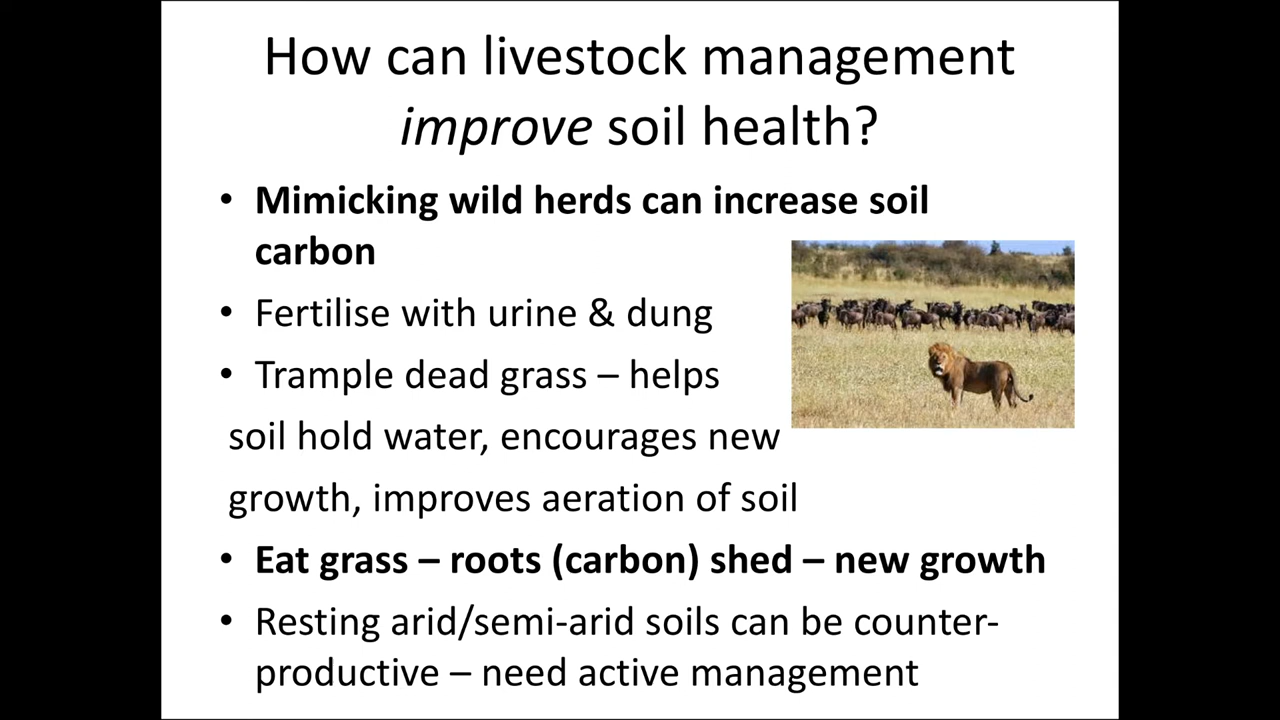 How can livestock management
improve soil health?
• Mimicking wild herds can increase soil
carbon
• Fertilise with urine & dung
• Trample dead grass – helps
soil hold water, encourages new
growth, improves aeration of soil
• Eat grass – roots (carbon) shed – new growth
• Resting arid/semi-arid soils can be counter-
productive – need active management